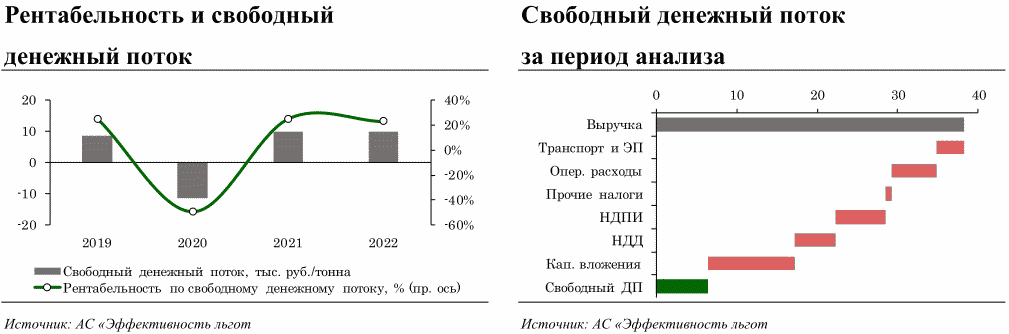 Рентабельность и свободный
денежный поток
20
10
0
-10
-20
40%
20%
0%
-20%
-40%
-60%
2019 2020 2021 2022
Свободный денежный поток, тыс. руб./тонна
Рентабельность по свободному денежному потоку, % (пр. ось)
Источник: АС «Эффективность льгот
Свободный денежный поток
за период анализа
0 10 20 30 40
Выручка
Транспорт и ЭП
Опер. расходы
Прочие налоги
НДПИ
НДД
Кап. вложения
Свободный ДП
Источник: АС «Эффективность льгот